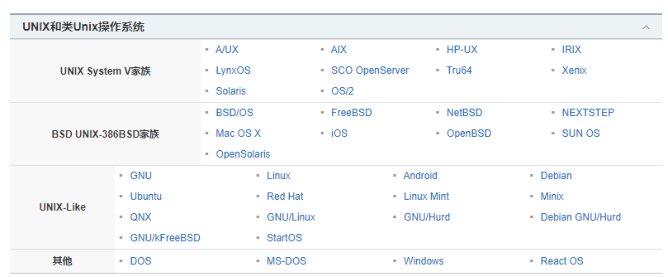 UNIX和类Unix操作系统
UNIX System V家族
A/UX AIX HP-UX IRIX
LynxOS SCO OpenServer Tru64 Xenix
Solaris OS/2
BSD UNIX-386BSD家族
BSD/OS FreeBSD NetBSD NEXTSTEP
Mac OS X iOS OpenBSD SUN OS
OpenSolaris
UNIX-Like
GNU Linux Android Debian
Ubuntu Red Hat Linux Mint Minix
QNX GNU/Linux GNU/Hurd Debian GNU/Hurd
GNU/kFreeBSD StartOS
其他
DOS MS-DOS Windows React OS